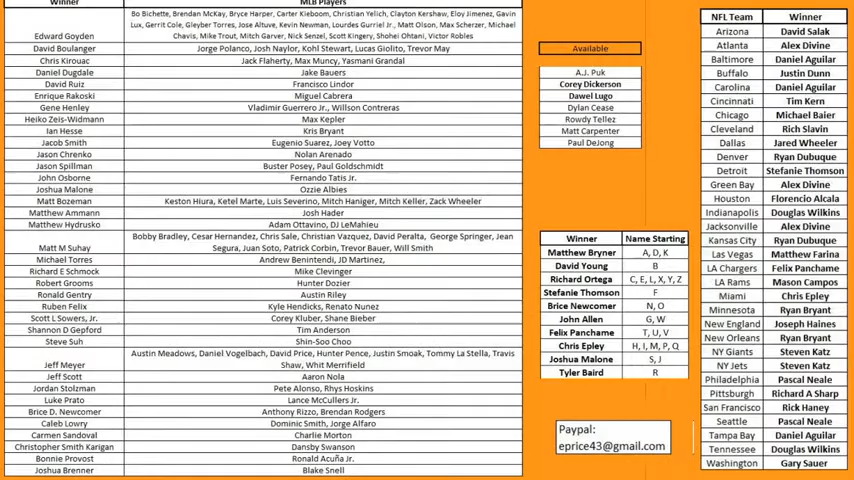 Winner MLB Players
Bo Bichette, Brendan McKay, Bryce Harper, Carter Kieboom, Christian Yelich, Clayton Kershaw, Eloy Jimenez, Gavin
Lux, Gerrit Cole, Gleyber Torres, Jose Altuve, Kevin Newman, Lourdes Gurriel Jr., Matt Olson, Max Scherzer, Michael
Edward Goyden Chavis, Mike Trout, Mitch Garver, Nick Senzel, Scott Kingery, Shohei Ohtani, Victor Robles
David Boulanger Jorge Polanco, Josh Naylor, Kohl Stewart, Lucas Giolito, Trevor May
Chris Kirouac Jack Flaherty, Max Muncy, Yasmani Grandal
Daniel Dugdale Jake Bauers
David Ruiz Francisco Lindor
Enrique Rakoski Miguel Cabrera
Gene Henley Vladimir Guerrero Jr., Willson Contreras
Heiko Zeis-Widmann Max Kepler
Ian Hesse Kris Bryant
Jacob Smith Eugenio Suarez, Joey Votto
Jason Chrenko Nolan Arenado
Jason Spillman Buster Posey, Paul Goldschmidt
John Osborne Fernando Tatis Jr.
Joshua Malone Ozzie Albies
Matt Bozeman Keston Hiura, Ketel Marte, Luis Severino, Mitch Haniger, Mitch Keller, Zack Wheeler
Matthew Ammann Josh Hader
Matthew Hydrusko Adam Ottavino, DJ LeMahieu
Bobby Bradley, Cesar Hernandez, Chris Sale, Christian Vazquez, David Peralta, George Springer, Jean
Matt M Suhay Segura, Juan Soto, Patrick Corbin, Trevor Bauer, Will Smith
Michael Torres Andrew Benintendi, JD Martinez,
Richard E Schmock Mike Clevinger
Robert Grooms Hunter Dozier
Ronald Gentry Austin Riley
Ruben Felix Kyle Hendicks, Renato Nunez
Scott L Sowers, Jr. Corey Kluber, Shane Bieber
Shannon D Gepford Tim Anderson
Steve Suh Shin-Soo Choo
Austin Meadows, Daniel Vogelbach, David Price, Hunter Pence, Justin Smoak, Tommy La Stella, Travis
Jeff Meyer Shaw, Whit Merrifield
Jeff Scott Aaron Nola
Jordan Stolzman Pete Alonso, Rhys Hoskins
Luke Prato Lance McCullers Jr.
Brice D. Newcomer Anthony Rizzo, Brendan Rodgers
Caleb Lowry Dominic Smith, Jorge Alfaro
Carmen Sandoval Charlie Morton
Christopher Smith Karigan Dansby Swanson
Bonnie Provost Ronald Acuña Jr.
Joshua Brenner Blake Snell
Available
A.J. Puk
Corey Dickerson
Dawel Lugo
Dylan Cease
Rowdy Tellez
Matt Carpenter
Paul DeJong
Winner Name Starting
Matthew Bryner A, D, K
David Young B
Richard Ortega C, E, L, X, Y, Z
Stefanie Thomson F
Brice Newcomer N, O
John Allen G, W
Felix Panchame T, U, V
Chris Epley H, I, M, P, Q
Joshua Malone S, J
Tyler Baird R
Paypal:
eprice43@gmail.com
NFL Team Winner
Arizona David Salak
Atlanta Alex Divine
Baltimore Daniel Aguilar
Buffalo Justin Dunn
Carolina Daniel Aguilar
Cincinnati Tim Kern
Chicago Michael Baier
Cleveland Rich Slavin
Dallas Jared Wheeler
Denver Ryan Dubuque
Detroit Stefanie Thomson
Green Bay Alex Divine
Houston Florencio Alcala
Indianapolis Douglas Wilkins
Jacksonville Alex Divine
Kansas City Ryan Dubuque
Las Vegas Matthew Farina
LA Chargers Felix Panchame
LA Rams Mason Campos
Miami Chris Epley
Minnesota Ryan Bryant
New England Joseph Haines
New Orleans Ryan Bryant
NY Giants Steven Katz
NY Jets Steven Katz
Philadelphia Pascal Neale
Pittsburgh Richard A Sharp
San Francisco Rick Haney
Seattle Pascal Neale
Tampa Bay Daniel Aguilar
Tennessee Douglas Wilkins
Washington Gary Sauer